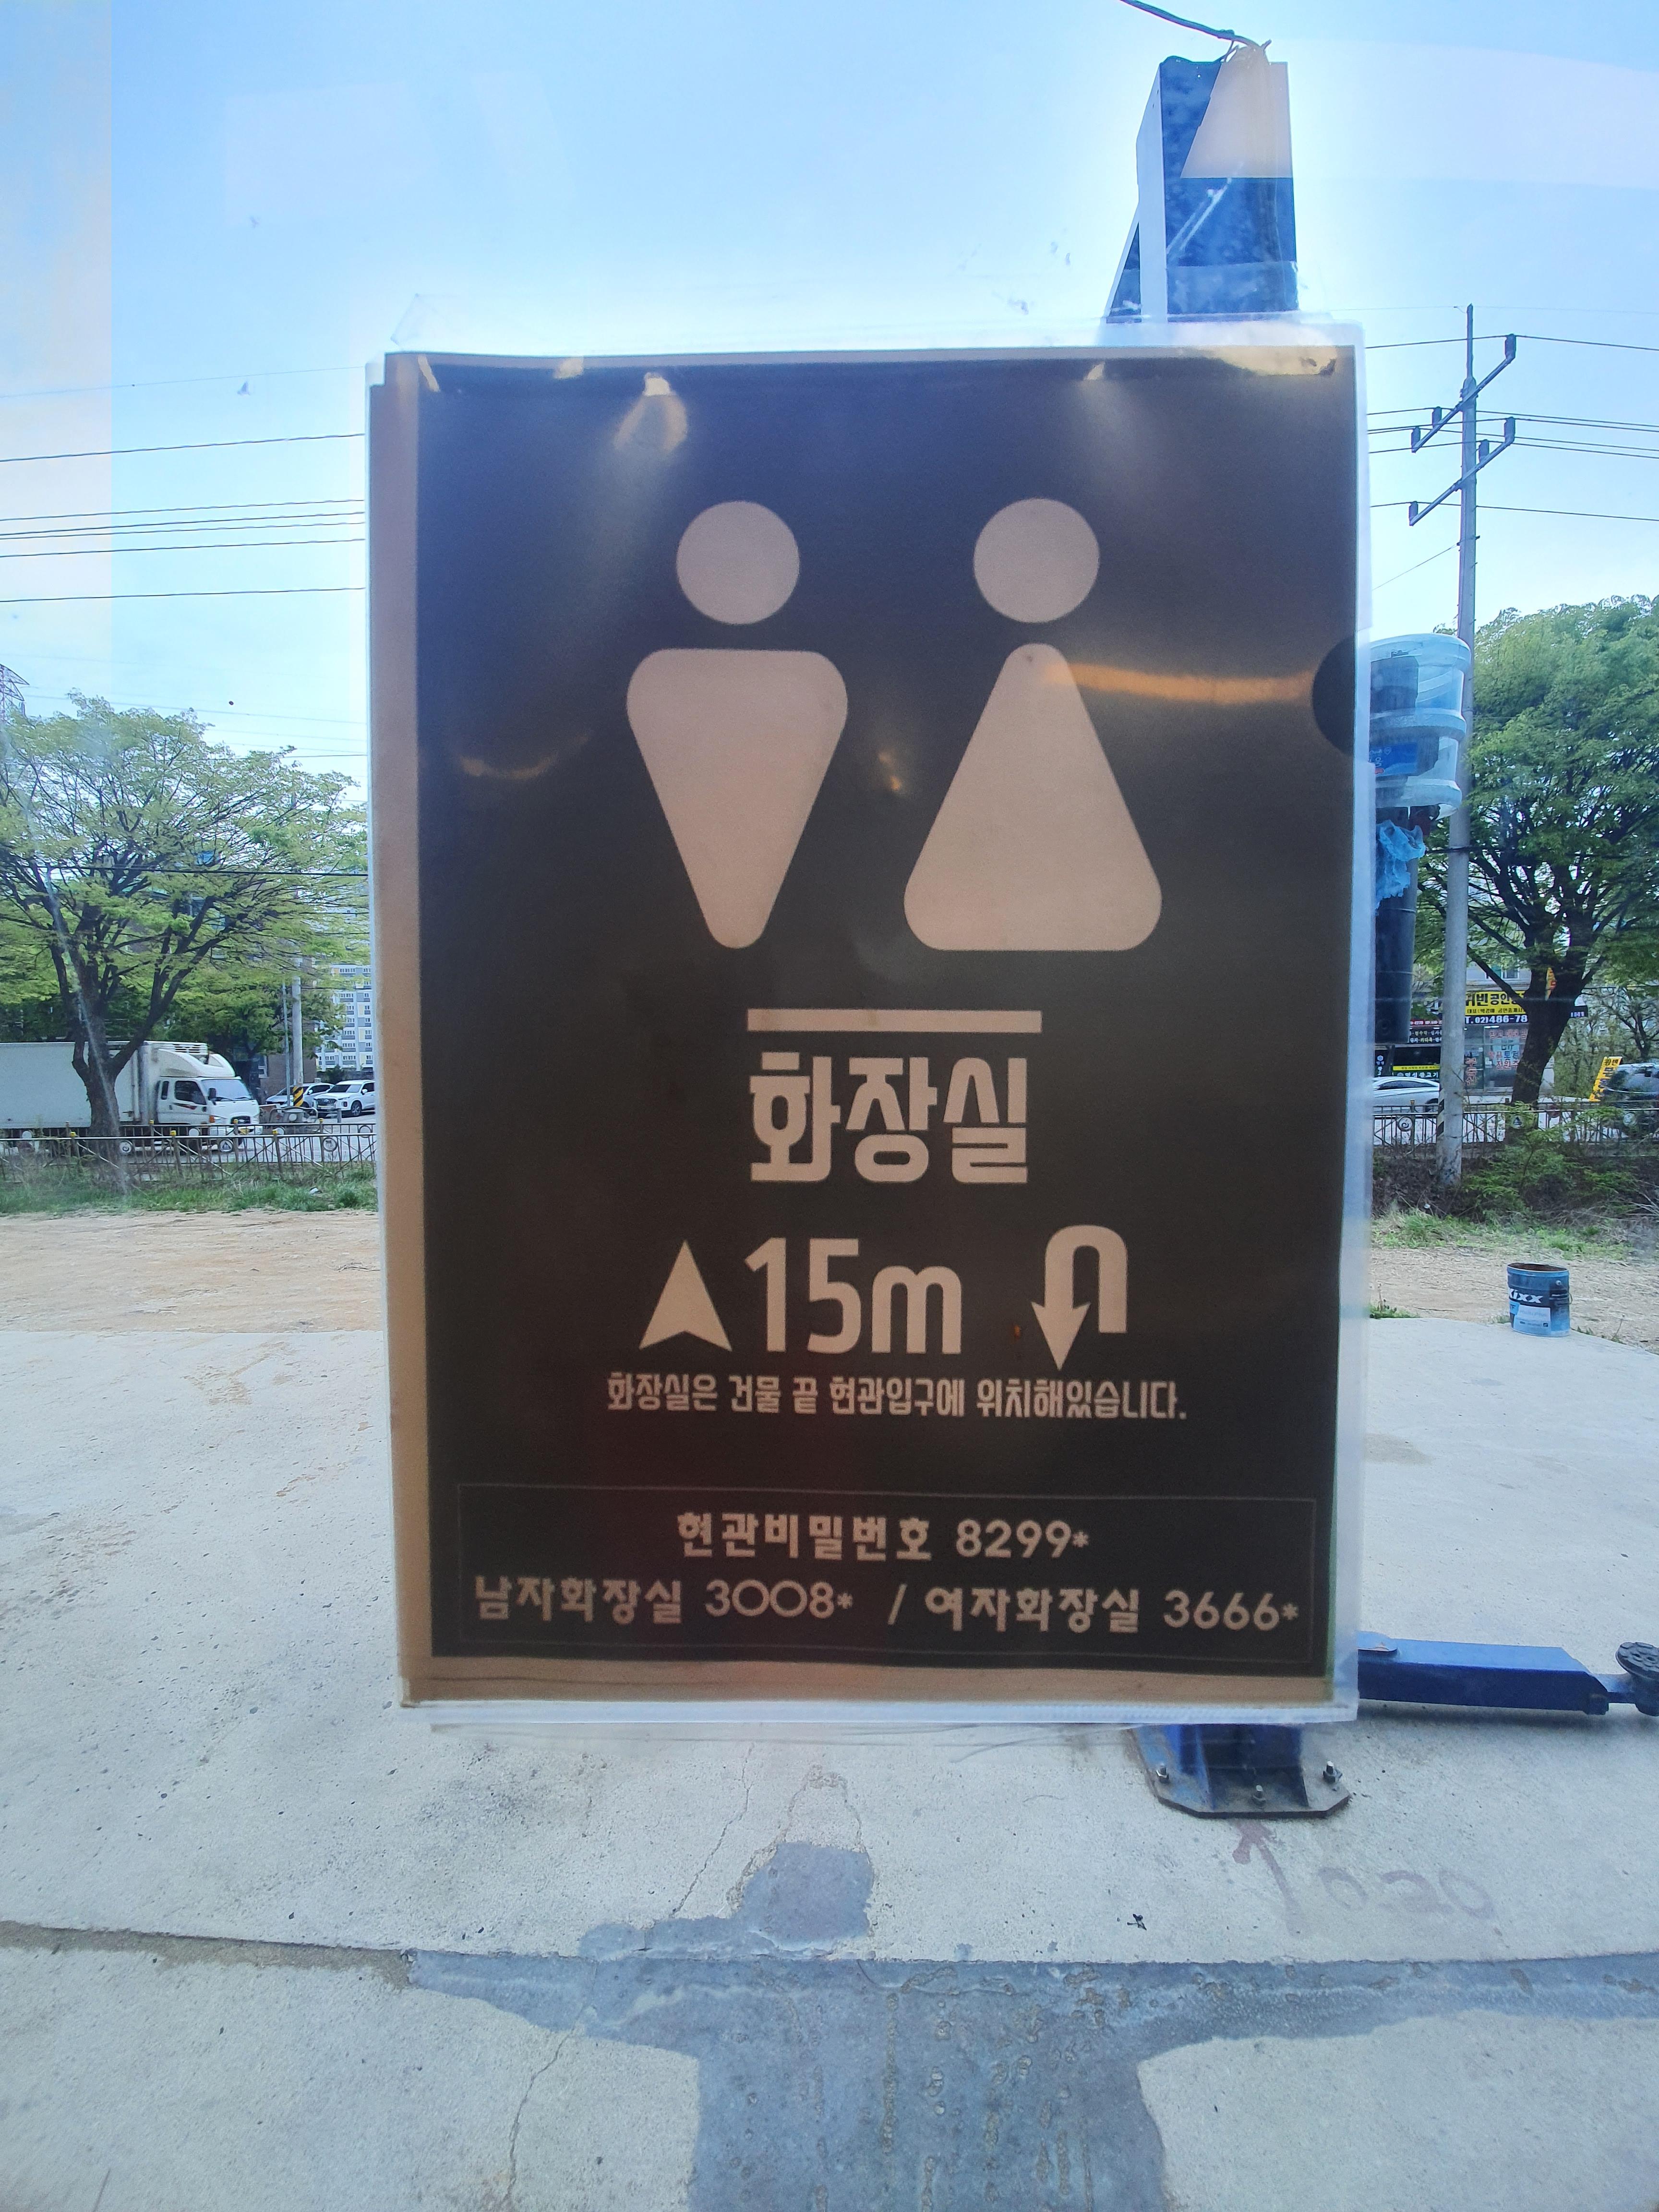 화장실
15m
화장실은 건물 끝 현관입구에 위치해있습니다.
현관비밀번호 8299*
남자화장실 3008* / 여자화장실 3666*
Kixx